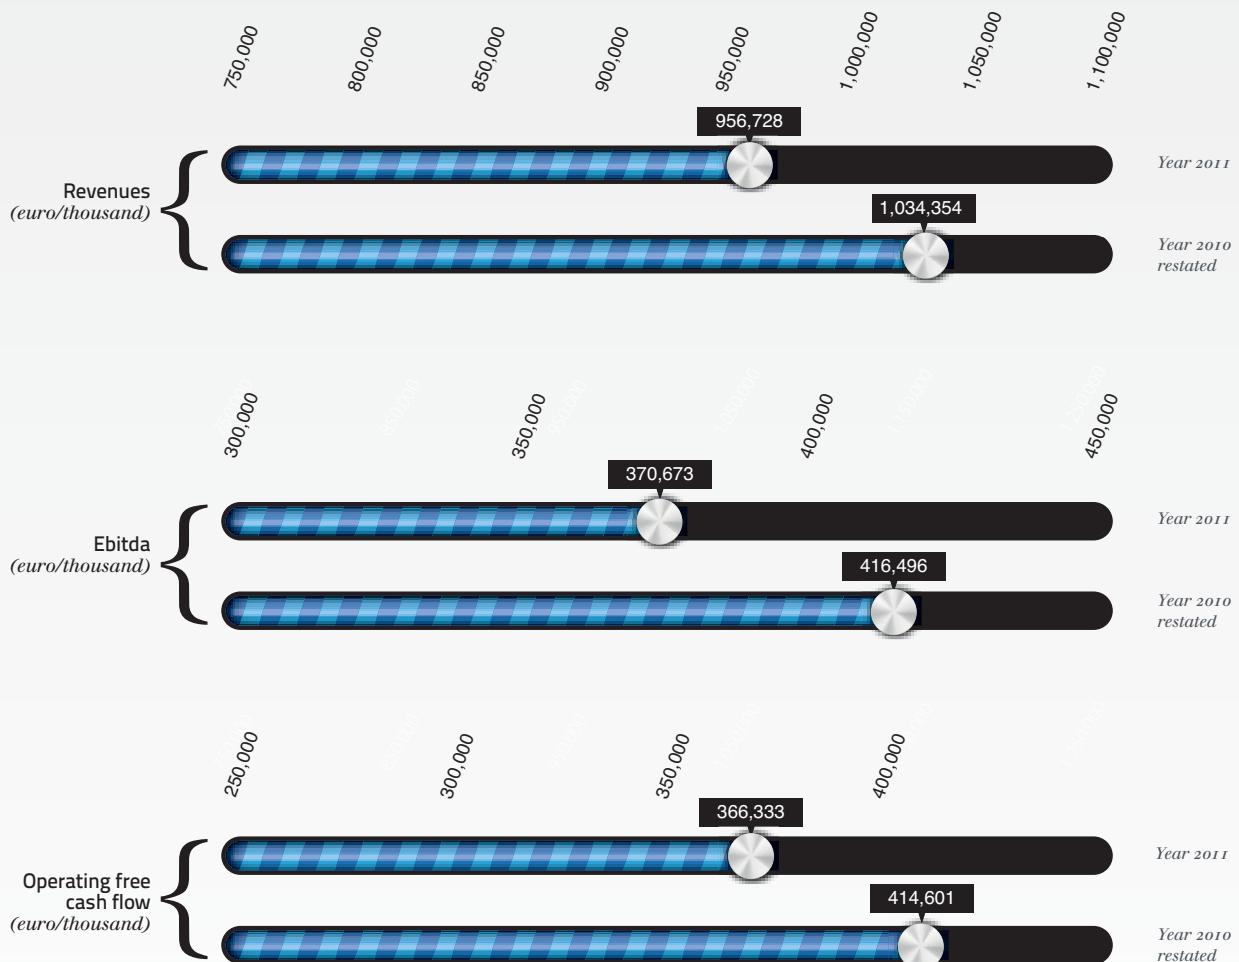 750,000 800,000 850,000 900,000 950,000 1,000,000 1,050,000 1,100,000
956,728
Year 2011
Revenues
(euro/thousand)
1,034,354
Year 2010
restated
300,000 350,000 400,000 450,000
370,673
Year 2011
Ebitda
(euro/thousand)
416,496
Year 2010
restated
250,000 300,000 350,000 400,000
366,333
Year 2011
Operating free
cash flow
(euro/thousand)
414,601
Year 2010
restated